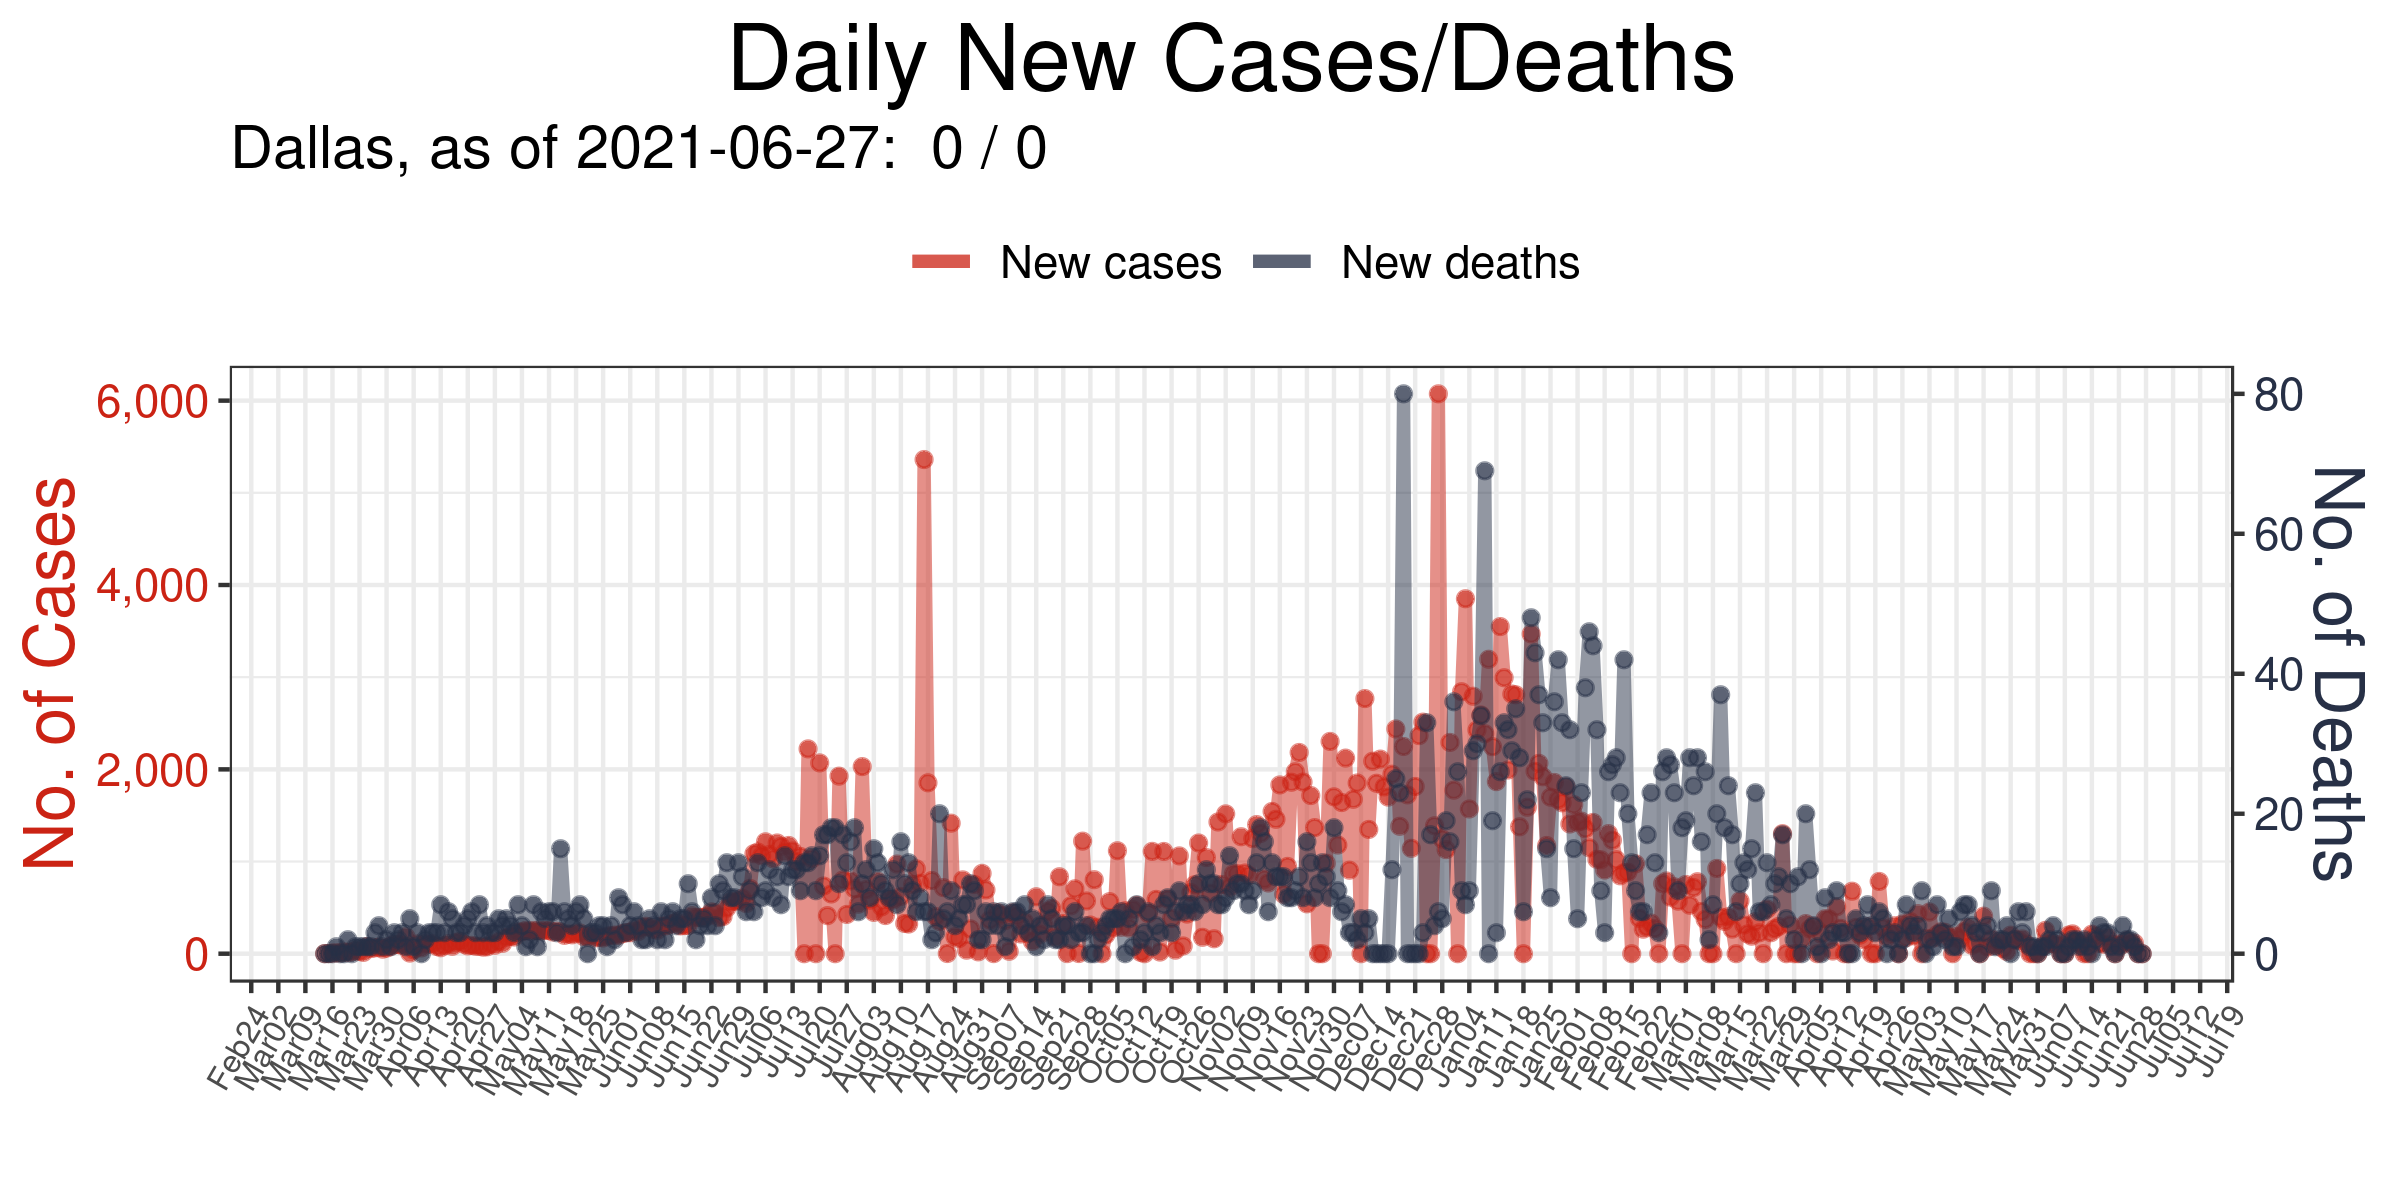 Daily New Cases/Deaths
Dallas, as of 2021-06-27:  0 / 0
New cases
New deaths
No. of Cases
6,000
4,000
2,000
0
80
60
40
20
0
No. of Deaths
Feb24
Mar02
Mar09
Mar16
Mar23
Mar30
Apr06
Apr13
Apr20
Apr27
May04
May11
May18
May25
Jun01
Jun08
Jun15
Jun22
Jun29
Jul06
Jul13
Jul20
Jul27
Aug03
Aug10
Aug17
Aug24
Aug31
Sep07
Sep14
Sep21
Sep28
Oct05
Oct12
Oct19
Oct26
Nov02
Nov09
Nov16
Nov23
Nov30
Dec07
Dec14
Dec21
Dec28
Jan04
Jan11
Jan18
Jan25
Feb01
Feb08
Feb15
Feb22
Mar01
Mar08
Mar15
Mar22
Mar29
Apr05
Apr12
Apr19
Apr26
May03
May10
May17
May24
May31
Jun07
Jun14
Jun21
Jun28
Jul05
Jul12
Jul19